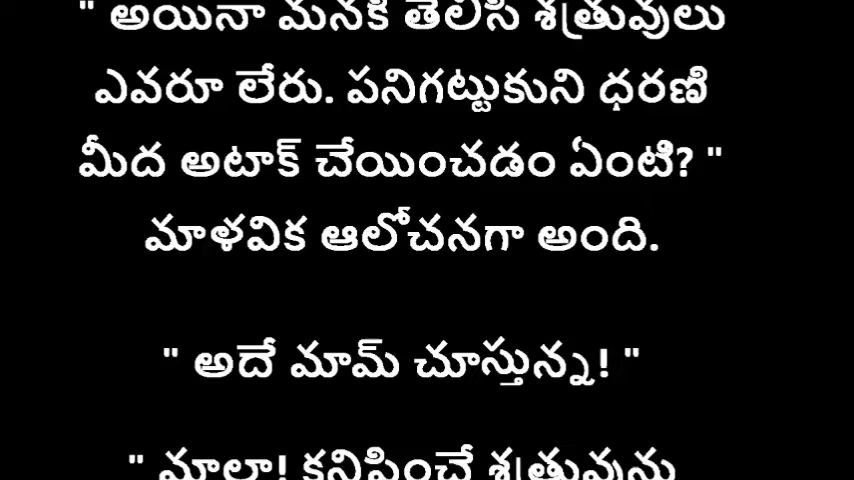 " అయినా మనకి తెలిసి శత్రువులు
ఎవరూ లేరు. పనిగట్టుకుని ధరణి
మీద అటాక్ చేయించడం ఏంటి? "
మాళవిక ఆలోచనగా అంది.
" అదే మామ్ చూస్తున్న! "
" మాలా! కనిపించే శత్రువును